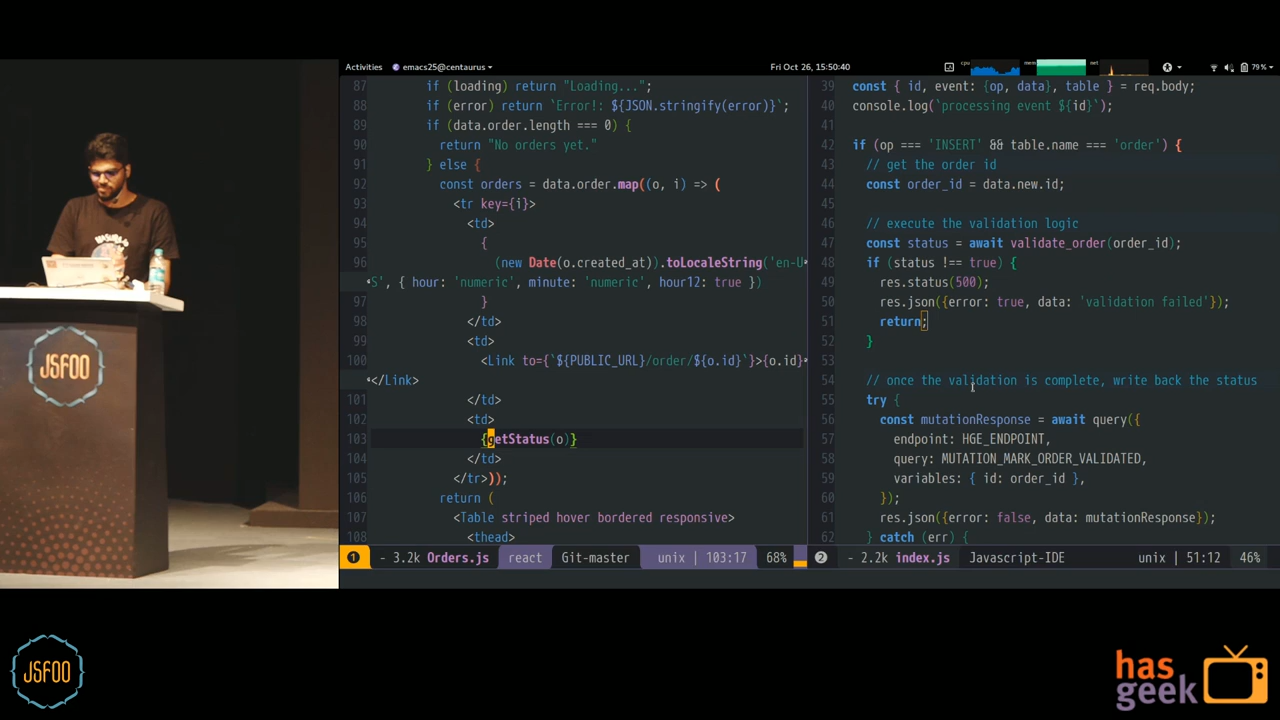 Activities
emacs25@centaurus
Fri Oct 26, 15:50:40
cpu
mem
net
79%
87 if (loading) return "Loading...";
88 if (error) return `Error!: ${JSON.stringify(error)}`;
89 if (data.order.length === 0) {
90 return "No orders yet."
91 } else {
92 const orders = data.order.map((o, i) => (
93 <tr key={i}>
94 <td>
95 {
96 (new Date(o.created_at)).toLocaleString('en-U
S', { hour: 'numeric', minute: 'numeric', hour12: true })
97 }
98 </td>
99 <td>
100 <Link to={`${PUBLIC_URL}/order/${o.id}`}>{o.id}
</Link>
101 </td>
102 <td>
103 {getStatus(o)}
104 </td>
105 </tr>));
106 return (
107 <Table striped hover bordered responsive>
108 <thead>
1 - 3.2k Orders.js react Git-master unix | 103:17 68%
39 const { id, event: {op, data}, table } = req.body;
40 console.log(`processing event ${id}`);
41
42 if (op === 'INSERT' && table.name === 'order') {
43 // get the order id
44 const order_id = data.new.id;
45
46 // execute the validation logic
47 const status = await validate_order(order_id);
48 if (status !== true) {
49 res.status(500);
50 res.json({error: true, data: 'validation failed'});
51 return;
52 }
53
54 // once the validation is complete, write back the status
55 try {
56 const mutationResponse = await query({
57 endpoint: HGE_ENDPOINT,
58 query: MUTATION_MARK_ORDER_VALIDATED,
59 variables: { id: order_id },
60 });
61 res.json({error: false, data: mutationResponse});
62 } catch (err) {
2 - 2.2k index.js Javascript-IDE unix | 51:12 46%
JSFOO
JSFOO
has
geek